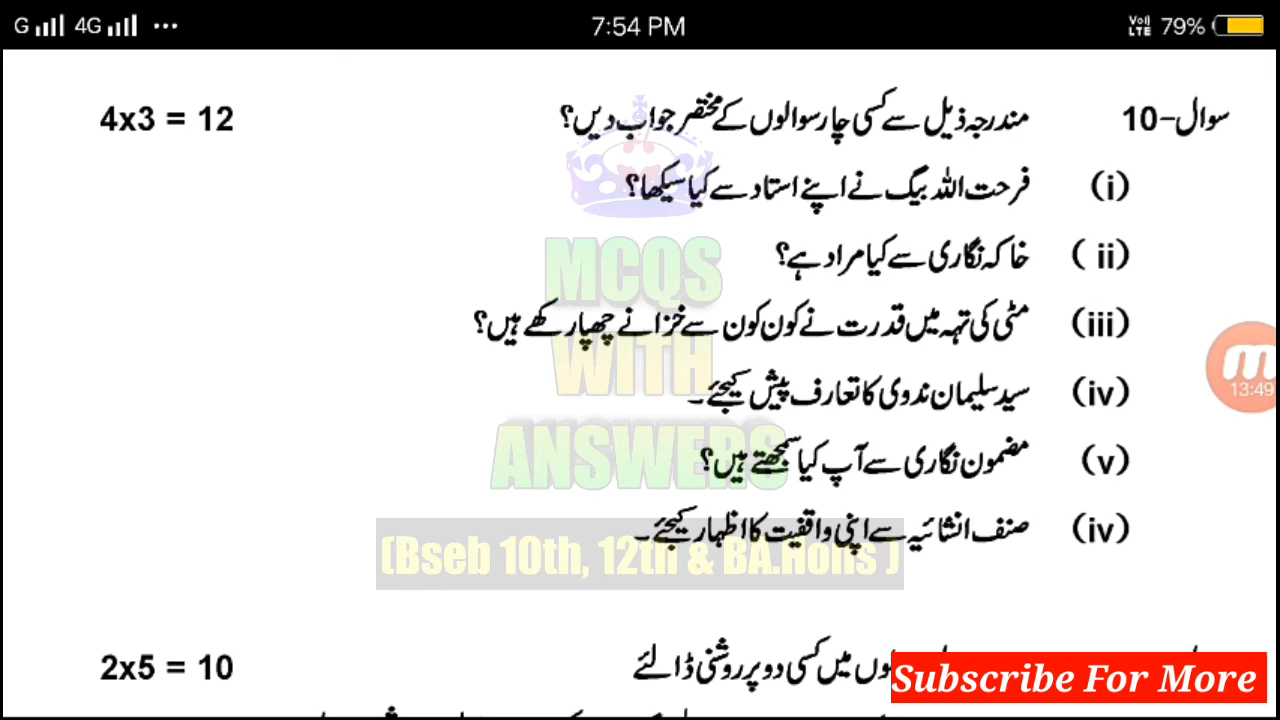 G 4G ... 7:54 PM Vol) LTE 79%
سوال-10 مندرجہ ذیل سے کسی چار سوالوں کے مختصر جواب دیں؟ 4x3 = 12
(i) فرحت اللہ بیگ نے اپنے استاد سے کیا سیکھا؟
( ii) خاکہ نگاری سے کیا مراد ہے؟
(iii) مٹی کی تہہ میں قدرت نے کون کون سے خزانے چھپا رکھے ہیں؟
(iv) سید سلیمان ندوی کا تعارف پیش کیجئے۔
(v) مضمون نگاری سے آپ کیا سمجھتے ہیں؟
(iv) صنف انشائیہ سے اپنی واقفیت کا اظہار کیجئے۔
MCQS
WITH
ANSWERS
(Bseb 10th, 12th & BA.Hons )
13:49
میں کسی دو پر روشنی ڈالئے 2x5 = 10
Subscribe For More